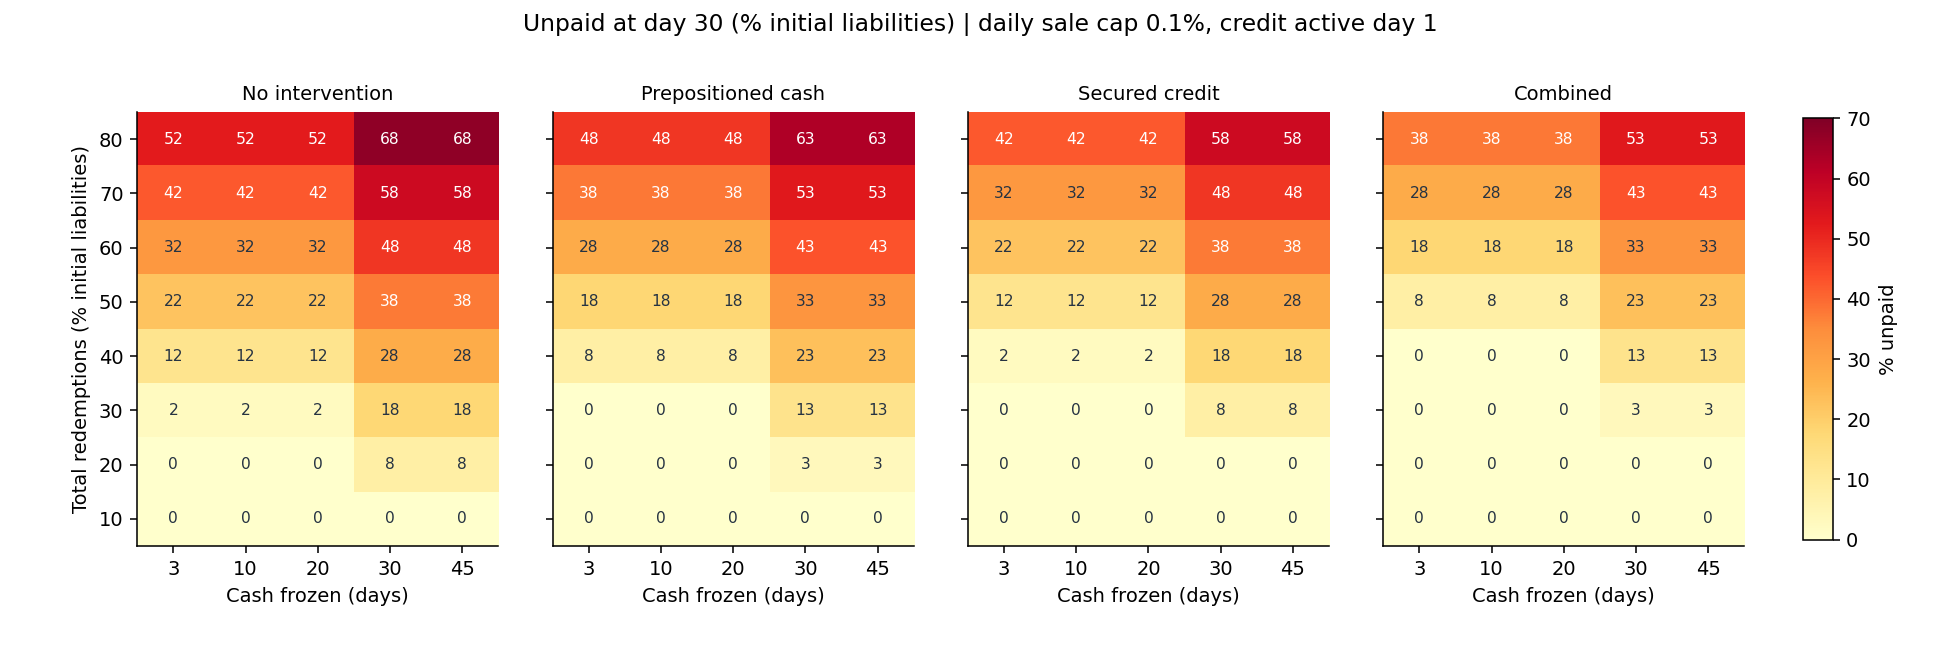 Unpaid at day 30 (% initial liabilities) | daily sale cap 0.1%, credit active day 1
No intervention
Prepositioned cash
Secured credit
Combined
Total redemptions (% initial liabilities)
80 52 52 52 68 68 48 48 48 63 63 42 42 42 58 58 38 38 38 53 53
70 42 42 42 58 58 38 38 38 53 53 32 32 32 48 48 28 28 28 43 43
60 32 32 32 48 48 28 28 28 43 43 22 22 22 38 38 18 18 18 33 33
50 22 22 22 38 38 18 18 18 33 33 12 12 12 28 28 8 8 8 23 23
40 12 12 12 28 28 8 8 8 23 23 2 2 2 18 18 0 0 0 13 13
30 2 2 2 18 18 0 0 0 13 13 0 0 0 8 8 0 0 0 3 3
20 0 0 0 8 8 0 0 0 3 3 0 0 0 0 0 0 0 0 0 0
10 0 0 0 0 0 0 0 0 0 0 0 0 0 0 0 0 0 0 0 0
3 10 20 30 45 3 10 20 30 45 3 10 20 30 45 3 10 20 30 45
Cash frozen (days)
Cash frozen (days)
Cash frozen (days)
Cash frozen (days)
70
60
50
40
30
20
10
0
% unpaid